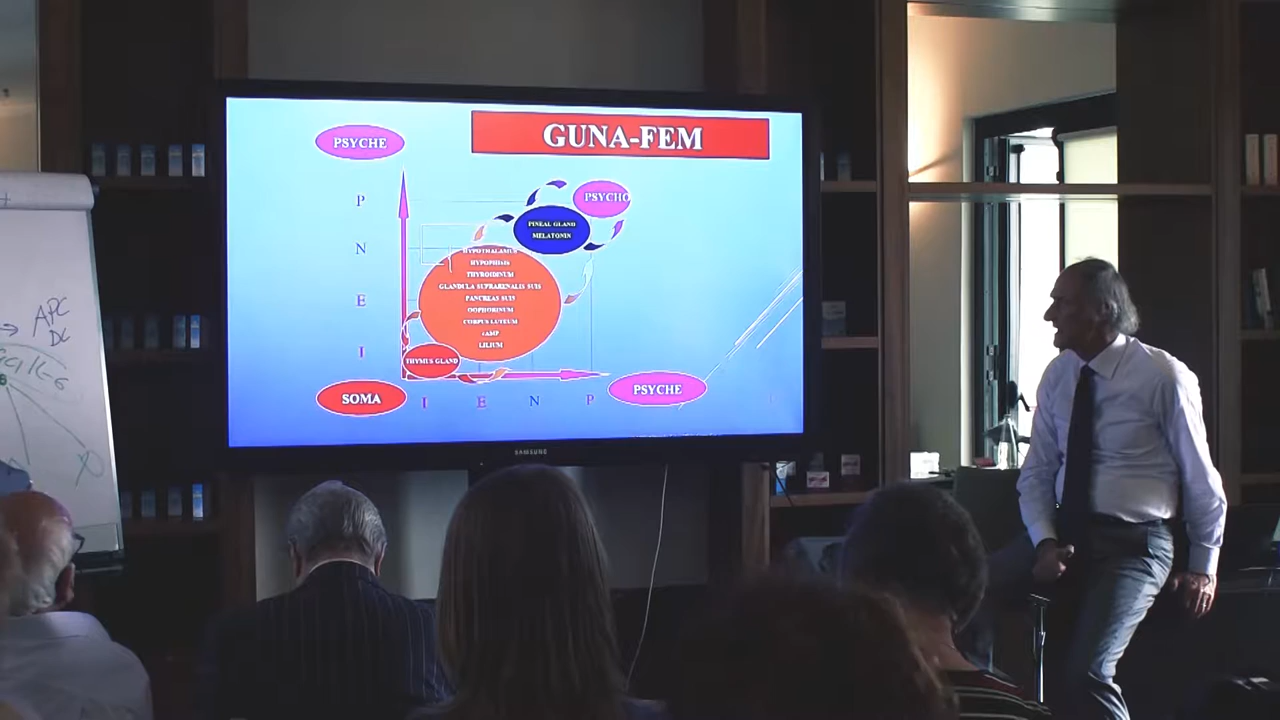 GUNA-FEM
PSYCHE
P
N
E
I
PSYCHO
PINEAL GLAND
MELATONIN
HYPOTHALAMUS
HYPOPHISIS
THYROIDINUM
GLANDULA SUPRARENALIS SUIS
PANCREAS SUIS
OOPHORINUM
CORPUS LUTEUM
cAMP
LILIUM
THYMUS GLAND
SOMA
I E N P
PSYCHE
SAMSUNG
APC
DC